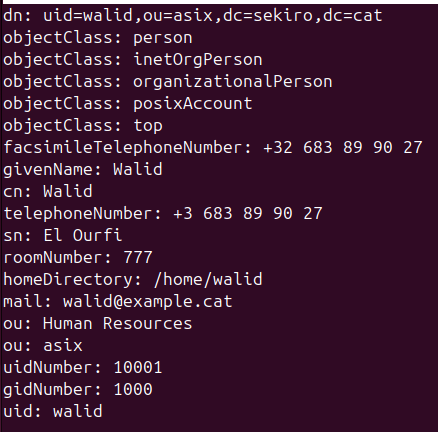 dn: uid=walid,ou=asix,dc=sekiro,dc=cat
objectClass: person
objectClass: inetOrgPerson
objectClass: organizationalPerson
objectClass: posixAccount
objectClass: top
facsimileTelephoneNumber: +32 683 89 90 27
givenName: Walid
cn: Walid
telephoneNumber: +3 683 89 90 27
sn: El Ourfi
roomNumber: 777
homeDirectory: /home/walid
mail: walid@example.cat
ou: Human Resources
ou: asix
uidNumber: 10001
gidNumber: 1000
uid: walid